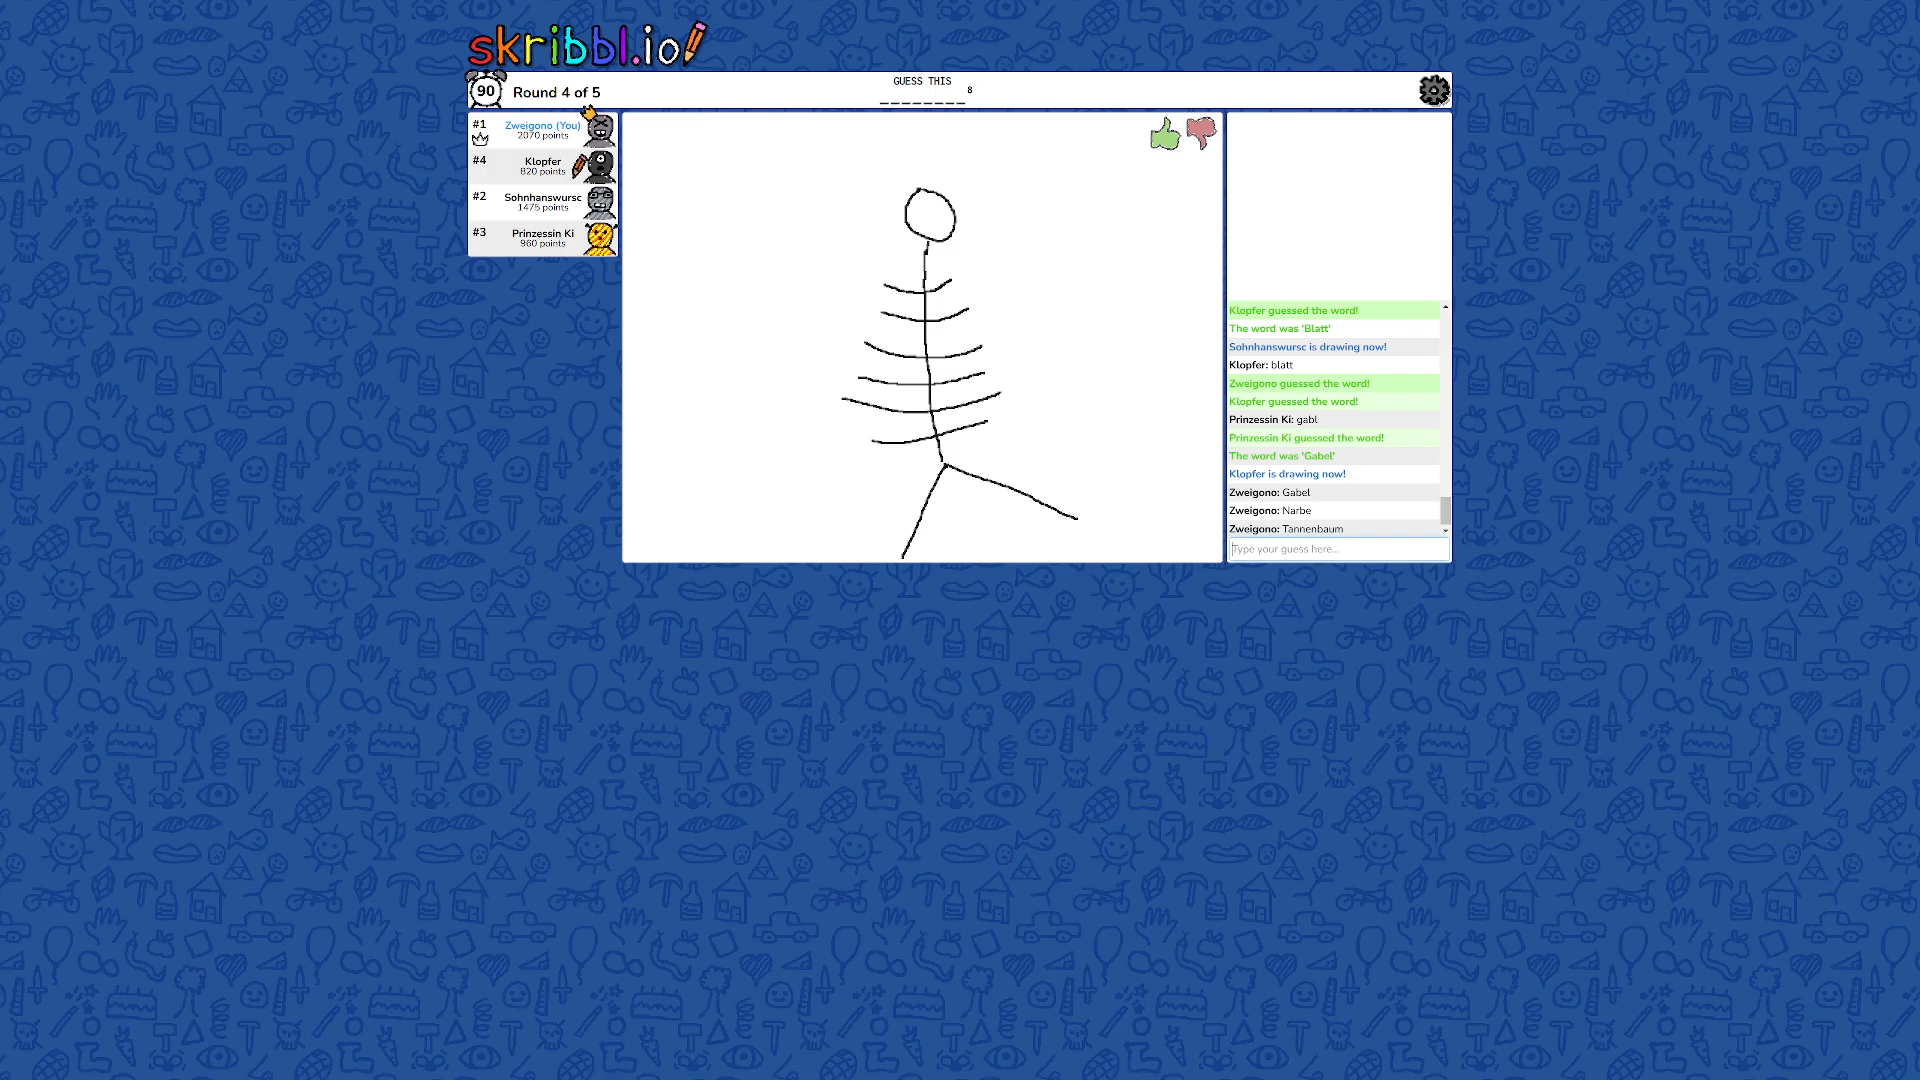 skribbl.io
90
Round 4 of 5
GUESS THIS
________ 8
#1
Zweigono (You)
2070 points
#4
Klopfer
820 points
#2
Sohnhanswursc
1475 points
#3
Prinzessin Ki
960 points
Klopfer guessed the word!
The word was 'Blatt'
Sohnhanswursc is drawing now!
Klopfer: blatt
Zweigono guessed the word!
Klopfer guessed the word!
Prinzessin Ki: gabl
Prinzessin Ki guessed the word!
The word was 'Gabel'
Klopfer is drawing now!
Zweigono: Gabel
Zweigono: Narbe
Zweigono: Tannenbaum
Type your guess here...